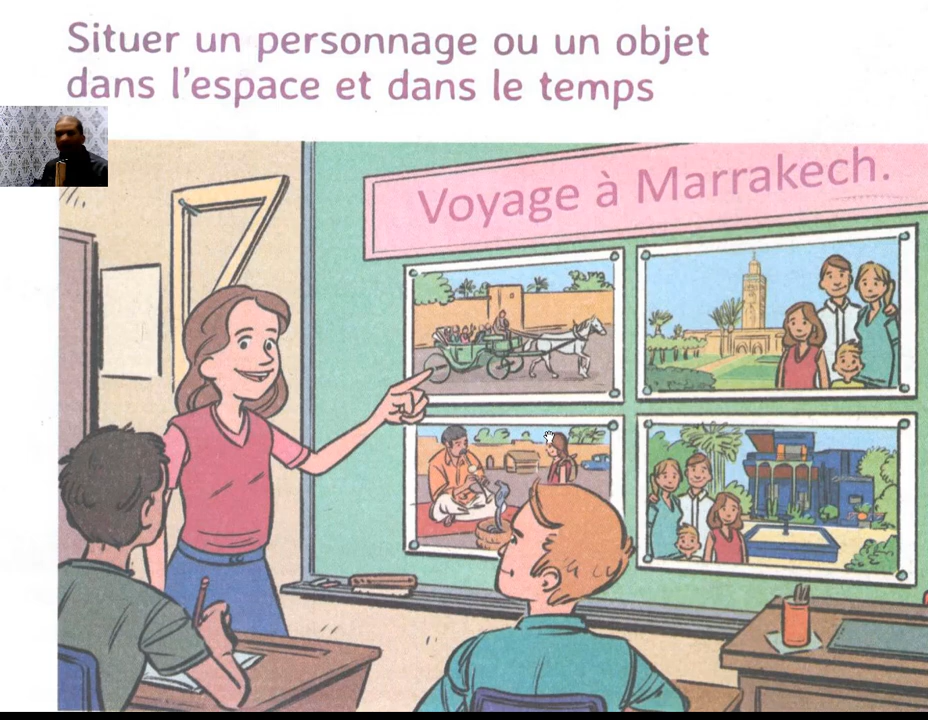 Situer un personnage ou un objet
dans l'espace et dans le temps
Voyage à Marrakech.